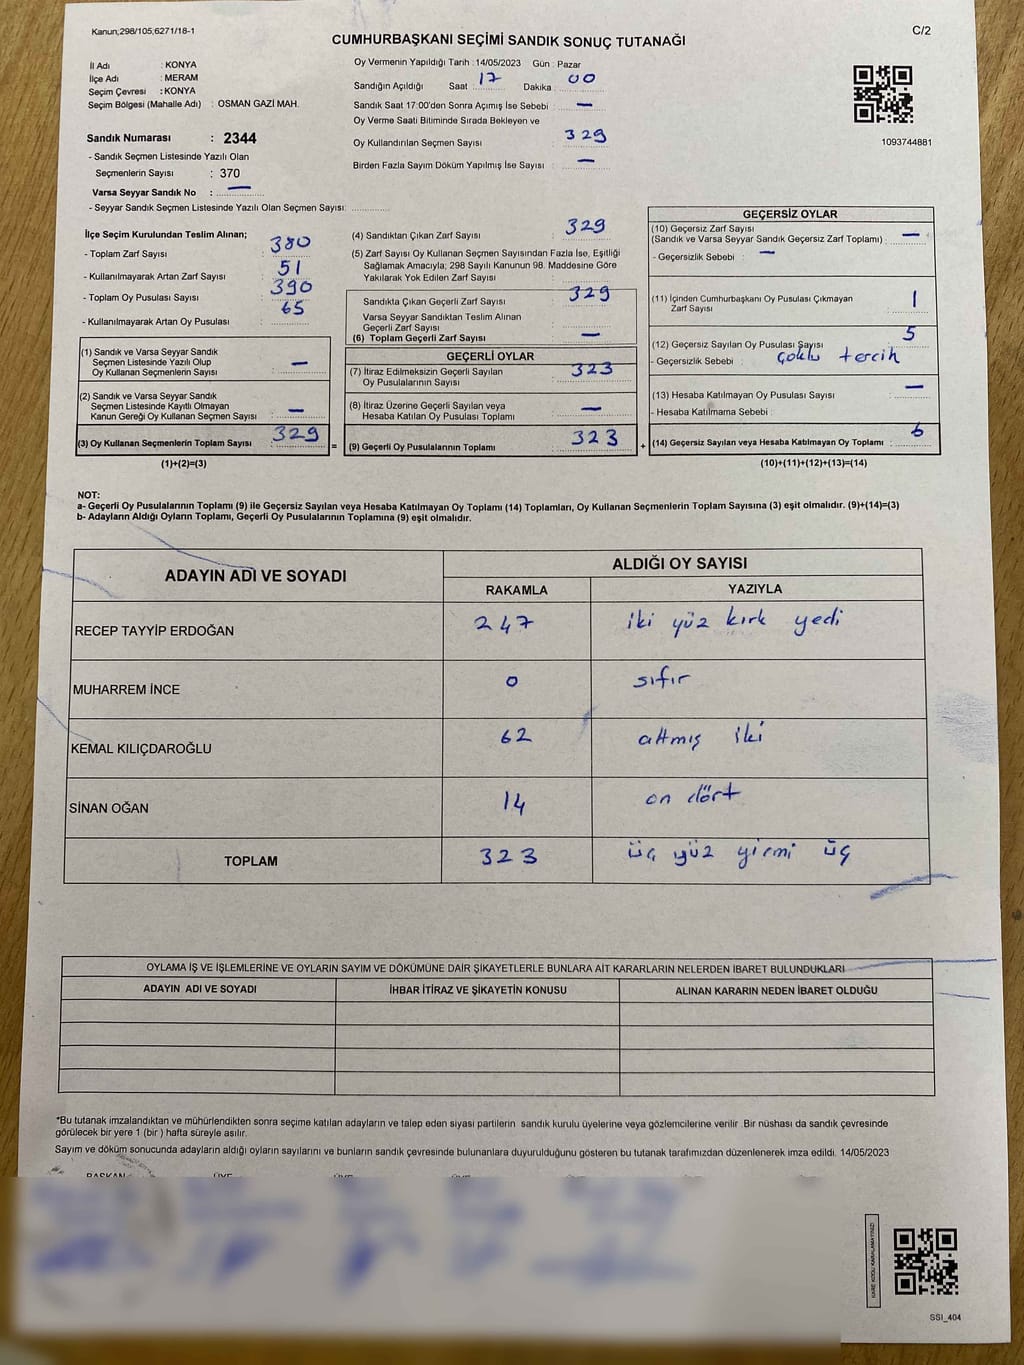 Kanun;298/105;6271/18-1
C/2
CUMHURBAŞKANI SEÇİMİ SANDIK SONUÇ TUTANAĞI
İl Adı : KONYA
İlçe Adı : MERAM
Seçim Çevresi : KONYA
Seçim Bölgesi (Mahalle Adı) : OSMAN GAZİ MAH.
Sandık Numarası : 2344
- Sandık Seçmen Listesinde Yazılı Olan
Seçmenlerin Sayısı : 370
Varsa Seyyar Sandık No : —
- Seyyar Sandık Seçmen Listesinde Yazılı Olan Seçmen Sayısı:
Oy Vermenin Yapıldığı Tarih : 14/05/2023 Gün : Pazar
Sandığın Açıldığı Saat 17 Dakika 00
Sandık Saat 17:00'den Sonra Açımış İse Sebebi : —
Oy Verme Saati Bitiminde Sırada Bekleyen ve
Oy Kullandırılan Seçmen Sayısı : 329
Birden Fazla Sayım Döküm Yapılmış İse Sayısı : —
1093744881
İlçe Seçim Kurulundan Teslim Alınan;
- Toplam Zarf Sayısı : 380
- Kullanılmayarak Artan Zarf Sayısı : 51
- Toplam Oy Pusulası Sayısı : 390
- Kullanılmayarak Artan Oy Pusulası : 65
(1) Sandık ve Varsa Seyyar Sandık
Seçmen Listesinde Yazılı Olup
Oy Kullanan Seçmenlerin Sayısı : —
(2) Sandık ve Varsa Seyyar Sandık
Seçmen Listesinde Kayıtlı Olmayan
Kanun Gereği Oy Kullanan Seçmen Sayısı : —
(3) Oy Kullanan Seçmenlerin Toplam Sayısı : 329 =
(1)+(2)=(3)
(4) Sandıktan Çıkan Zarf Sayısı : 329
(5) Zarf Sayısı Oy Kullanan Seçmen Sayısından Fazla İse, Eşitliği
Sağlamak Amacıyla; 298 Sayılı Kanunun 98. Maddesine Göre
Yakılarak Yok Edilen Zarf Sayısı :
Sandıkta Çıkan Geçerli Zarf Sayısı : 329
Varsa Seyyar Sandıktan Teslim Alınan
Geçerli Zarf Sayısı
(6) Toplam Geçerli Zarf Sayısı : —
GEÇERLİ OYLAR
(7) İtiraz Edilmeksizin Geçerli Sayılan
Oy Pusulalarının Sayısı : 323
(8) İtiraz Üzerine Geçerli Sayılan veya
Hesaba Katılan Oy Pusulası Toplamı : —
(9) Geçerli Oy Pusulalarının Toplamı : 323 +
GEÇERSİZ OYLAR
(10) Geçersiz Zarf Sayısı
(Sandık ve Varsa Seyyar Sandık Geçersiz Zarf Toplamı) : —
- Geçersizlik Sebebi : —
(11) İçinden Cumhurbaşkanı Oy Pusulası Çıkmayan
Zarf Sayısı : 1
(12) Geçersiz Sayılan Oy Pusulası Sayısı : 5
- Geçersizlik Sebebi : çoklu tercih
(13) Hesaba Katılmayan Oy Pusulası Sayısı : —
- Hesaba Katılmama Sebebi :
(14) Geçersiz Sayılan veya Hesaba Katılmayan Oy Toplamı : 6
(10)+(11)+(12)+(13)=(14)
NOT:
a- Geçerli Oy Pusulalarının Toplamı (9) ile Geçersiz Sayılan veya Hesaba Katılmayan Oy Toplamı (14) Toplamları, Oy Kullanan Seçmenlerin Toplam Sayısına (3) eşit olmalıdır. (9)+(14)=(3)
b- Adayların Aldığı Oyların Toplamı, Geçerli Oy Pusulalarının Toplamına (9) eşit olmalıdır.
ADAYIN ADI VE SOYADI
ALDIĞI OY SAYISI
RAKAMLA YAZIYLA
RECEP TAYYİP ERDOĞAN 247 iki yüz kırk yedi
MUHARREM İNCE 0 sıfır
KEMAL KILIÇDAROĞLU 62 altmış iki
SİNAN OĞAN 14 on dört
TOPLAM 323 üç yüz yirmi üç
OYLAMA İŞ VE İŞLEMLERİNE VE OYLARIN SAYIM VE DÖKÜMÜNE DAİR ŞİKAYETLERLE BUNLARA AİT KARARLARIN NELERDEN İBARET BULUNDUKLARI
ADAYIN ADI VE SOYADI İHBAR İTİRAZ VE ŞİKAYETİN KONUSU ALINAN KARARIN NEDEN İBARET OLDUĞU
*Bu tutanak imzalandıktan ve mühürlendikten sonra seçime katılan adayların ve talep eden siyasi partilerin sandık kurulu üyelerine veya gözlemcilerine verilir. Bir nüshası da sandık çevresinde
görülecek bir yere 1 (bir ) hafta süreyle asılır.
Sayım ve döküm sonucunda adayların aldığı oyların sayılarını ve bunların sandık çevresinde bulunanlara duyurulduğunu gösteren bu tutanak tarafımızdan düzenlenerek imza edildi. 14/05/2023
BAŞKAN ÜYE ÜYE ÜYE ÜYE
KARE KODU KARALAMAYINIZ!
SSI_404